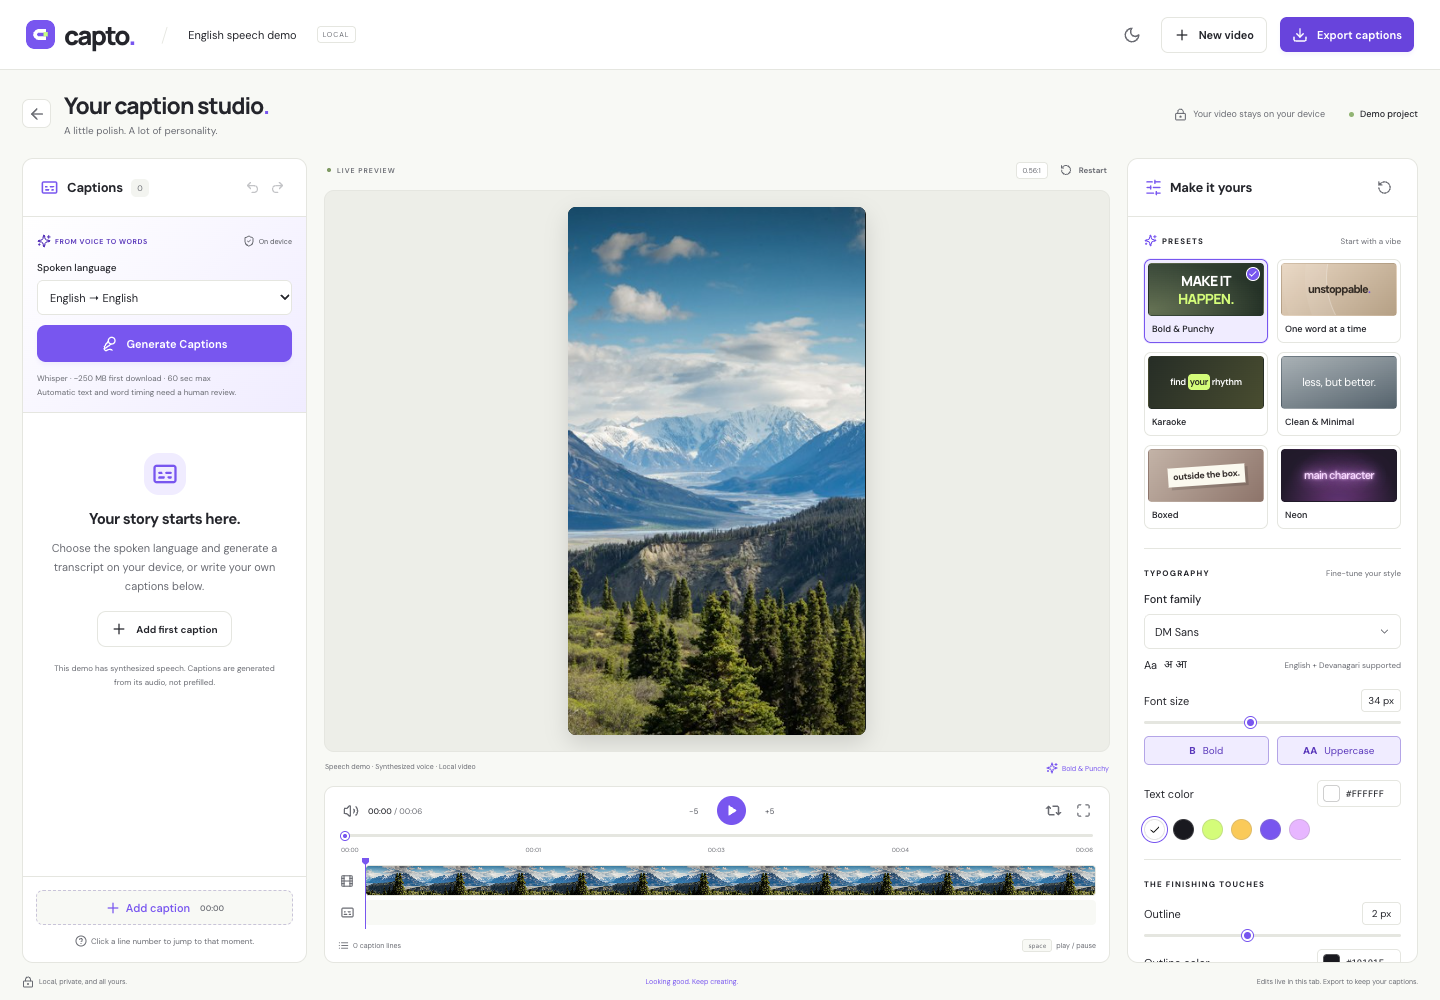 capto.
English speech demo
LOCAL
New video
Export captions
Your caption studio.
A little polish. A lot of personality.
Your video stays on your device
Demo project
Captions
0
FROM VOICE TO WORDS
On device
Spoken language
English → English
Generate Captions
Whisper · ~250 MB first download · 60 sec max
Automatic text and word timing need a human review.
Your story starts here.
Choose the spoken language and generate a
transcript on your device, or write your own
captions below.
Add first caption
This demo has synthesized speech. Captions are generated
from its audio, not prefilled.
Add caption 00:00
Click a line number to jump to that moment.
LIVE PREVIEW
0.56:1
Restart
Speech demo · Synthesized voice · Local video
Bold & Punchy
00:00 / 00:06
-5
+5
00:00
00:01
00:03
00:04
00:06
0 caption lines
space play / pause
Make it yours
PRESETS
Start with a vibe
MAKE IT
HAPPEN.
Bold & Punchy
unstoppable.
One word at a time
find your rhythm
Karaoke
less, but better.
Clean & Minimal
outside the box.
Boxed
main character
Neon
TYPOGRAPHY
Fine-tune your style
Font family
DM Sans
Aa अ आ
English + Devanagari supported
Font size
34 px
B Bold
AA Uppercase
Text color
#FFFFFF
THE FINISHING TOUCHES
Outline
2 px
Outline color
Local, private, and all yours.
Looking good. Keep creating.
Edits live in this tab. Export to keep your captions.